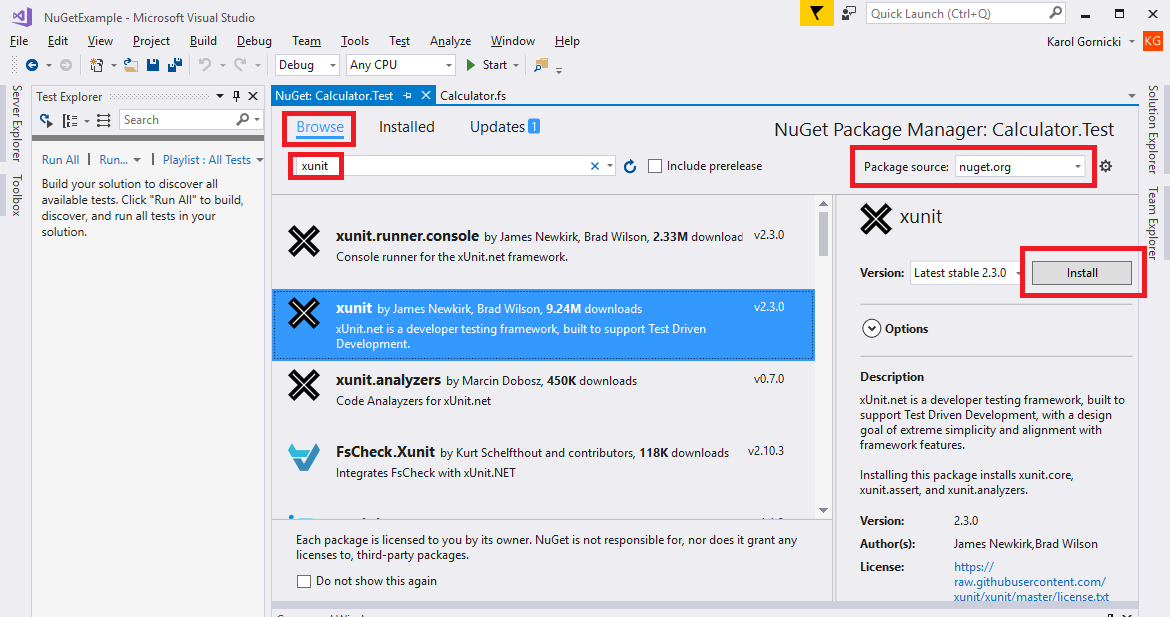 NuGetExample - Microsoft Visual Studio
Quick Launch (Ctrl+Q)
File Edit View Project Build Debug Team Tools Test Analyze Window Help
Karol Gornicki KG
Debug Any CPU Start
Server Explorer
Toolbox
Test Explorer
Search
Run All Run... Playlist : All Tests
Build your solution to discover all
available tests. Click "Run All" to build,
discover, and run all tests in your
solution.
NuGet: Calculator.Test Calculator.fs
Browse Installed Updates 1
NuGet Package Manager: Calculator.Test
xunit
Include prerelease
Package source: nuget.org
xunit.runner.console by James Newkirk, Brad Wilson, 2.33M download v2.3.0
Console runner for the xUnit.net framework.
xunit by James Newkirk, Brad Wilson, 9.24M downloads v2.3.0
xUnit.net is a developer testing framework, built to support Test Driven
Development.
xunit.analyzers by Marcin Dobosz, 450K downloads v0.7.0
Code Analayzers for xUnit.net
FsCheck.Xunit by Kurt Schelfthout and contributors, 118K downloads v2.10.3
Integrates FsCheck with xUnit.NET
Each package is licensed to you by its owner. NuGet is not responsible for, nor does it grant any
licenses to, third-party packages.
Do not show this again
xunit
Version: Latest stable 2.3.0 Install
Options
Description
xUnit.net is a developer testing framework, built to
support Test Driven Development, with a design
goal of extreme simplicity and alignment with
framework features.
Installing this package installs xunit.core,
xunit.assert, and xunit.analyzers.
Version: 2.3.0
Author(s): James Newkirk,Brad Wilson
License: https://
raw.githubusercontent.com/
xunit/xunit/master/license.txt
Solution Explorer
Team Explorer